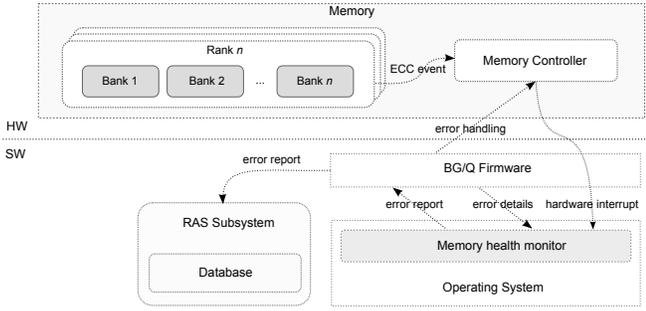 Memory
Rank n
Bank 1
Bank 2
...
Bank n
ECC event
Memory Controller
HW
error handling
SW
error report
BG/Q Firmware
error report
error details
hardware interrupt
RAS Subsystem
Database
Memory health monitor
Operating System